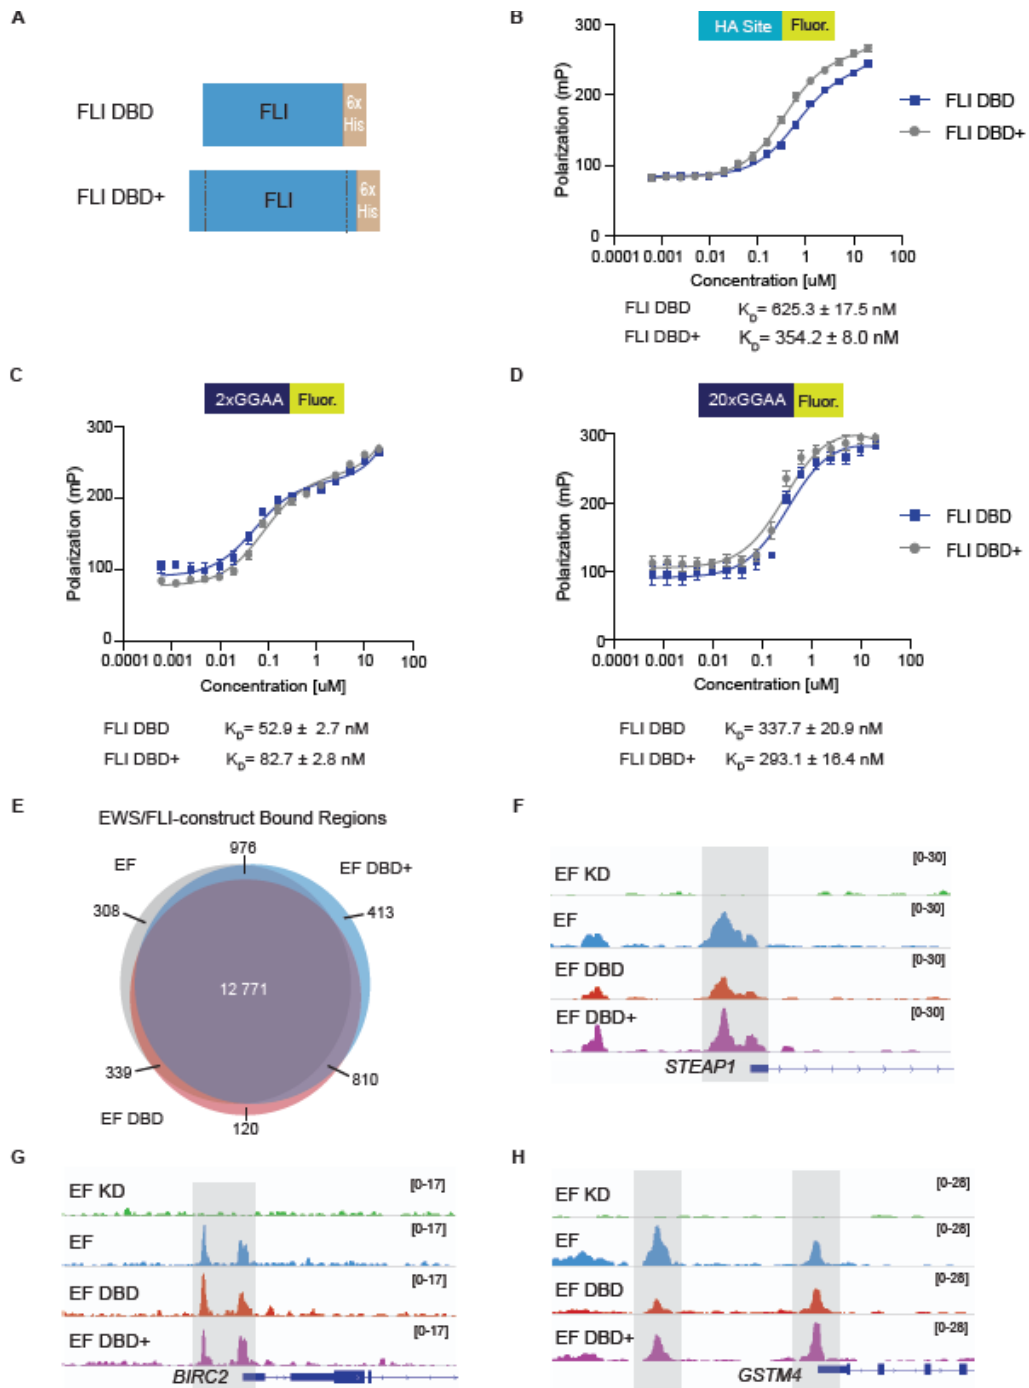 A
FLI DBD
FLI
6x
His
FLI DBD+
FLI
6x
His
B
HA Site
Fluor.
300
200
100
0
Polarization (mP)
0.0001 0.001 0.01 0.1 1 10 100
Concentration [uM]
FLI DBD
FLI DBD+
FLI DBD KD= 625.3 ± 17.5 nM
FLI DBD+ KD= 354.2 ± 8.0 nM
C
2xGGAA
Fluor.
300
200
100
0
Polarization (mP)
0.0001 0.001 0.01 0.1 1 10 100
Concentration [uM]
FLI DBD KD= 52.9 ± 2.7 nM
FLI DBD+ KD= 82.7 ± 2.8 nM
D
20xGGAA
Fluor.
300
200
100
0
Polarization (mP)
0.0001 0.001 0.01 0.1 1 10 100
Concentration [uM]
FLI DBD
FLI DBD+
FLI DBD KD= 337.7 ± 20.9 nM
FLI DBD+ KD= 293.1 ± 16.4 nM
E
EWS/FLI-construct Bound Regions
976
EF
EF DBD+
308
413
12 771
339
810
EF DBD
120
F
EF KD [0-30]
EF [0-30]
EF DBD [0-30]
EF DBD+ [0-30]
STEAP1
G
EF KD [0-17]
EF [0-17]
EF DBD [0-17]
EF DBD+ [0-17]
BIRC2
H
EF KD [0-28]
EF [0-28]
EF DBD [0-28]
EF DBD+ [0-28]
GSTM4